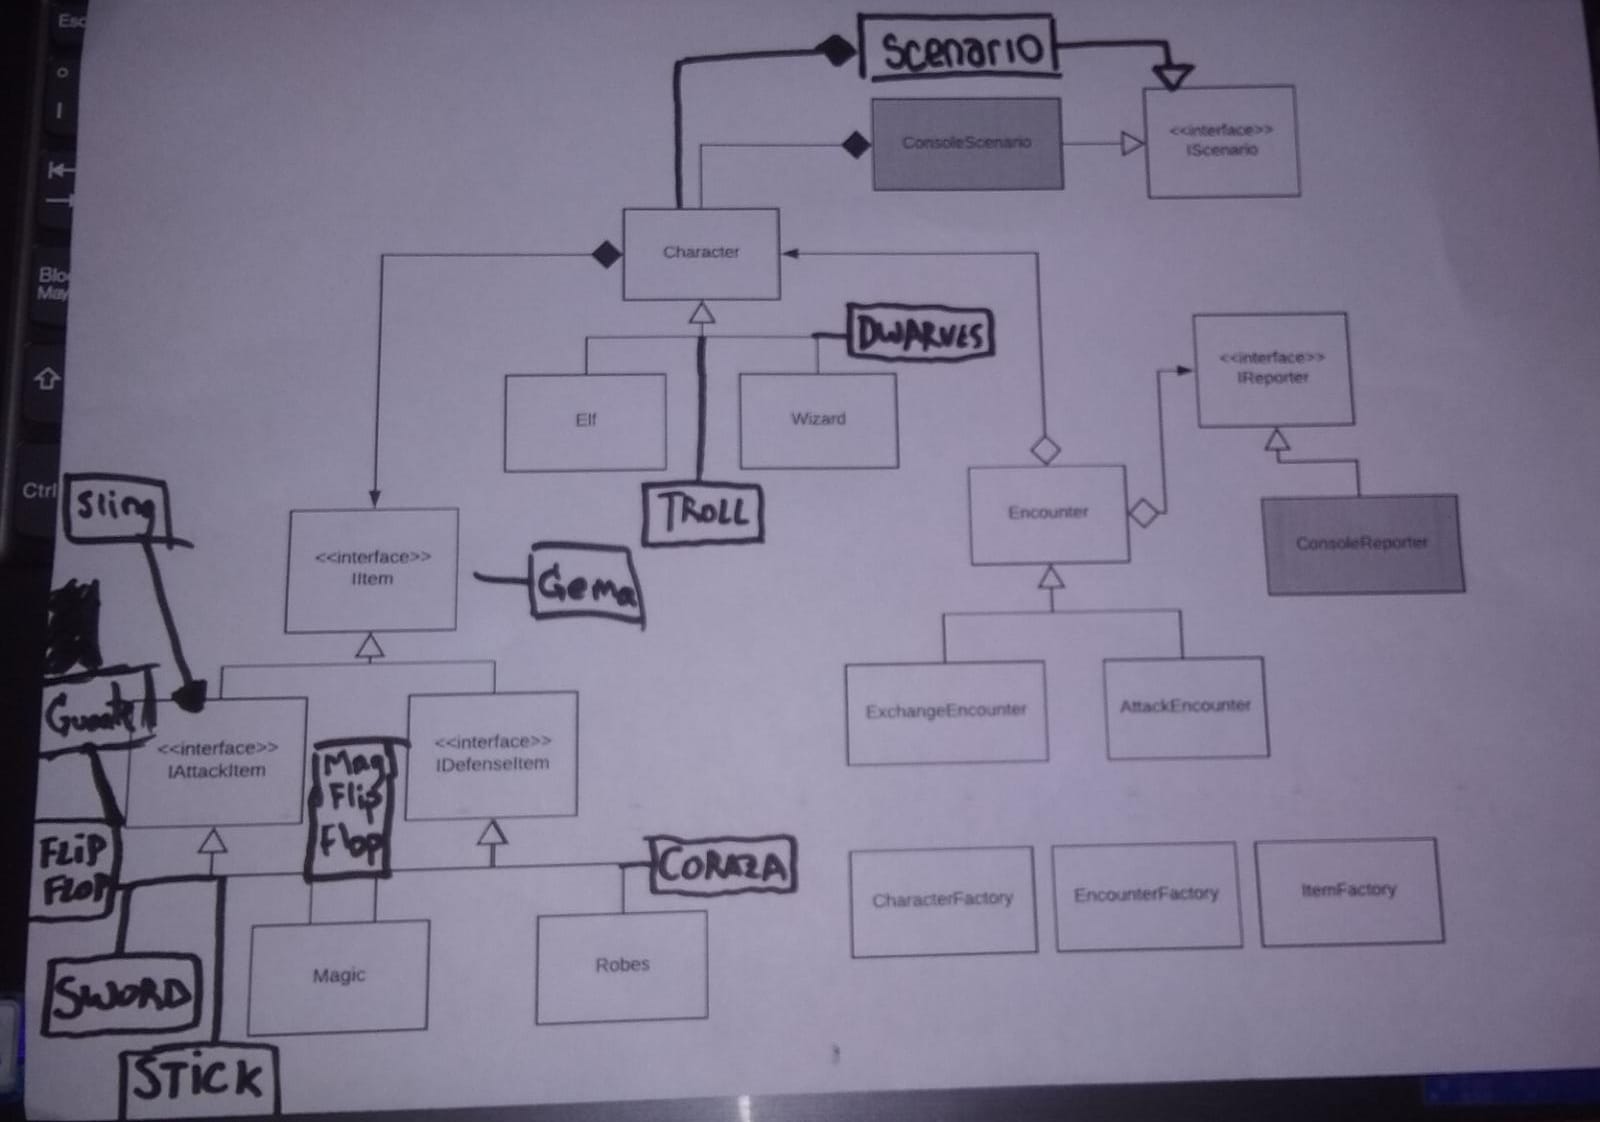 Esc
Scenario
ConsoleScenario
<<interface>>
IScenario
Character
Blo
May
DWARVES
<<interface>>
IReporter
Elf
Wizard
Ctrl
Sling
TROLL
Encounter
ConsoleReporter
<<interface>>
IItem
Gema
ExchangeEncounter
AttackEncounter
<<interface>>
IAttackItem
Mag
Flip
Flop
<<interface>>
IDefenseItem
FLiP
FLOP
CORAZA
CharacterFactory
EncounterFactory
ItemFactory
SWORD
Magic
Robes
STiCK